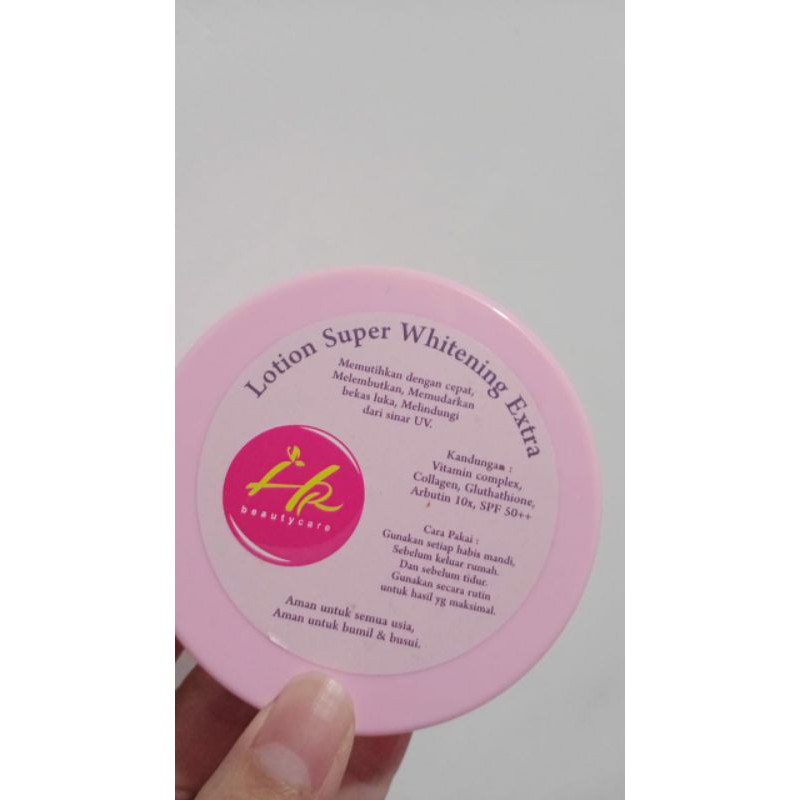 Lotion Super Whitening Extra
Memutihkan dengan cepat,
Melembutkan, Memudarkan
bekas luka, Melindungi
dari sinar UV.
HR
beautycare
Kandungan :
Vitamin complex,
Collagen, Gluthathione,
Arbutin 10x, SPF 50++
Cara Pakai :
Gunakan setiap habis mandi,
Sebelum keluar rumah.
Dan sebelum tidur.
Gunakan secara rutin
untuk hasil yg maksimal.
Aman untuk semua usia,
Aman untuk bumil & busui.